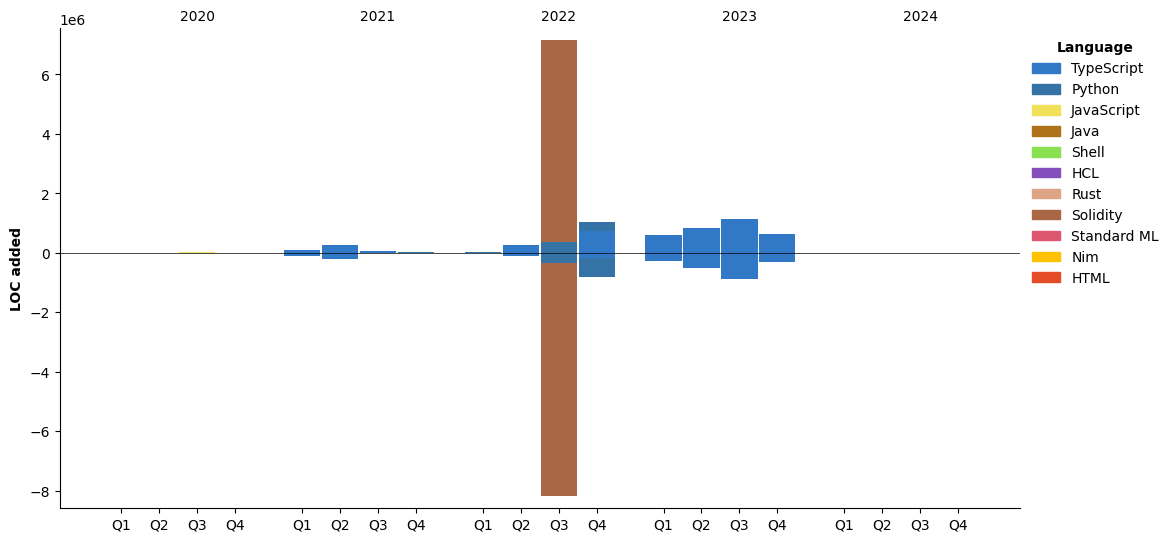 1e6
2020 2021 2022 2023 2024
Language
TypeScript
Python
JavaScript
Java
Shell
HCL
Rust
Solidity
Standard ML
Nim
HTML
LOC added
6
4
2
0
−2
−4
−6
−8
Q1 Q2 Q3 Q4 Q1 Q2 Q3 Q4 Q1 Q2 Q3 Q4 Q1 Q2 Q3 Q4 Q1 Q2 Q3 Q4